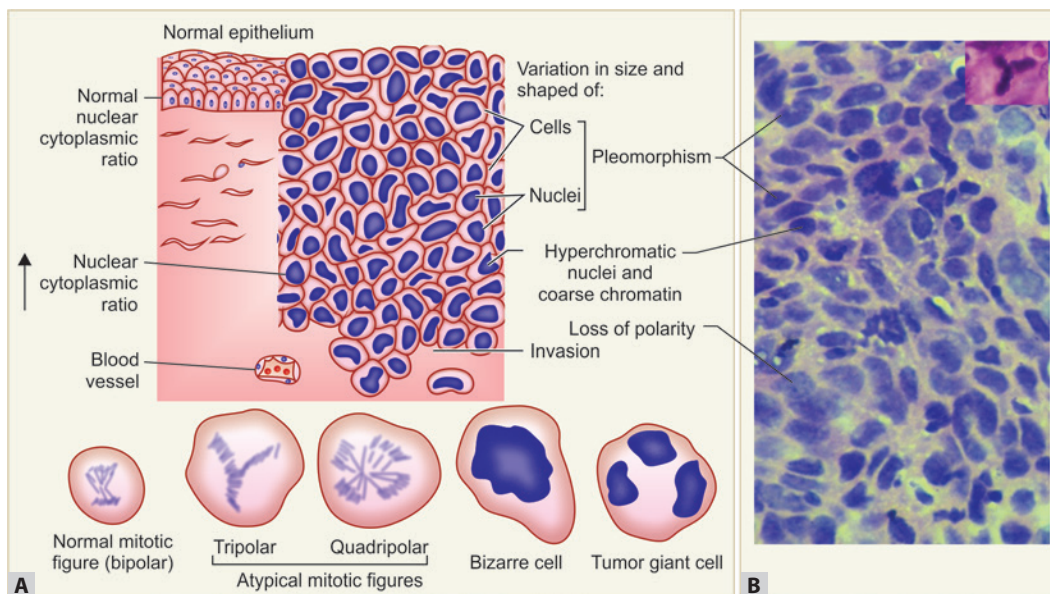 Normal epithelium
Normal
nuclear
cytoplasmic
ratio
Variation in size and
shaped of:
Cells
Pleomorphism
Nuclei
↑
Nuclear
cytoplasmic
ratio
Hyperchromatic
nuclei and
coarse chromatin
Loss of polarity
Invasion
Blood
vessel
Normal mitotic
figure (bipolar)
Tripolar
Quadripolar
Atypical mitotic figures
Bizarre cell
Tumor giant cell
A
B